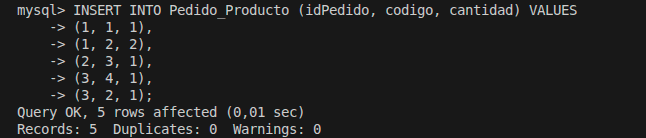 mysql> INSERT INTO Pedido_Producto (idPedido, codigo, cantidad) VALUES
    -> (1, 1, 1),
    -> (1, 2, 2),
    -> (2, 3, 1),
    -> (3, 4, 1),
    -> (3, 2, 1);
Query OK, 5 rows affected (0,01 sec)
Records: 5  Duplicates: 0  Warnings: 0